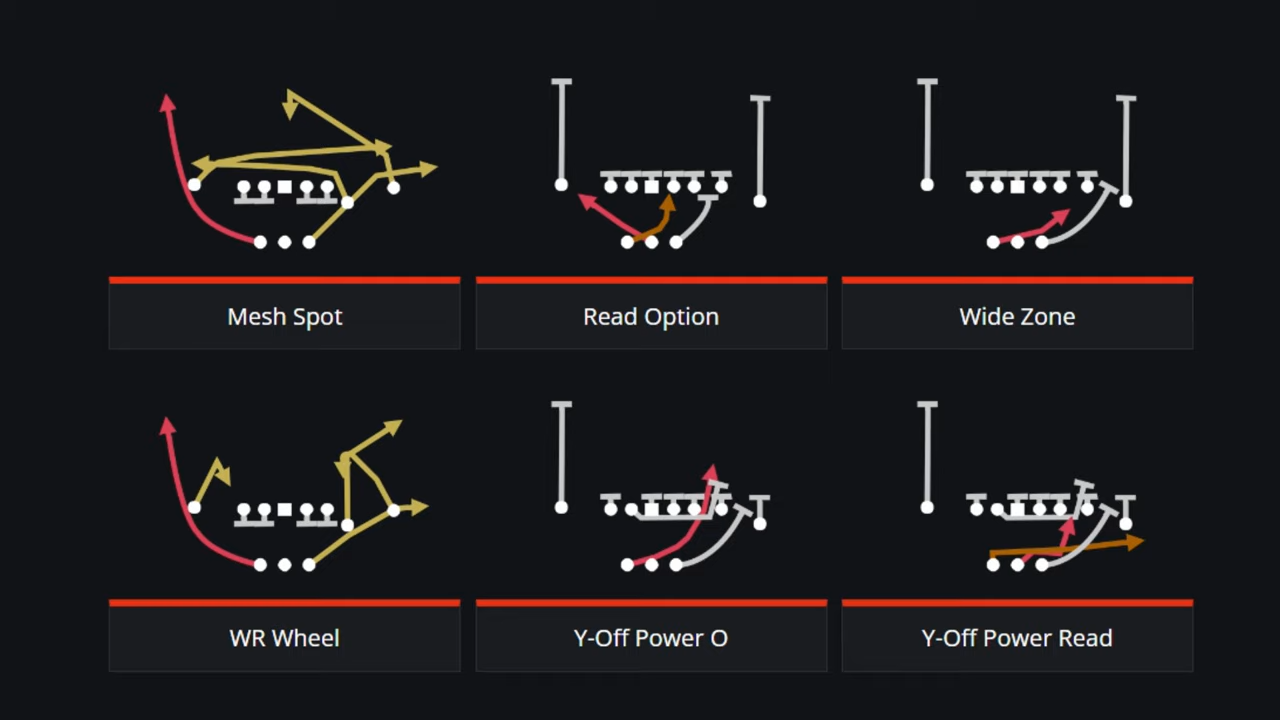 Mesh Spot
Read Option
Wide Zone
WR Wheel
Y-Off Power O
Y-Off Power Read